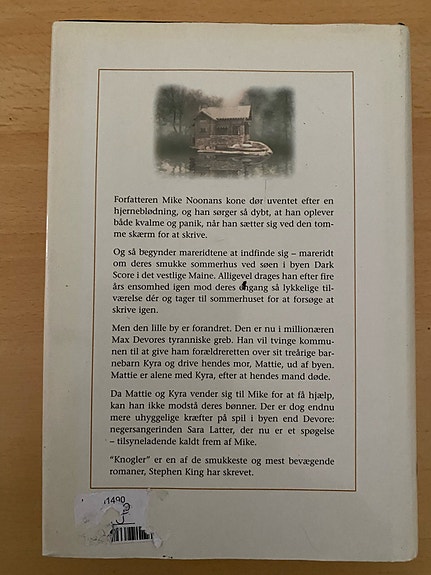 Forfatteren Mike Noonans kone dør uventet efter en
hjerneblødning, og han sørger så dybt, at han oplever
både kvalme og panik, når han sætter sig ved den tom-
me skærm for at skrive.
Og så begynder mareridtene at indfinde sig – mareridt
om deres smukke sommerhus ved søen i byen Dark
Score i det vestlige Maine. Alligevel drages han efter fire
års ensomhed igen mod deres engang så lykkelige til-
værelse dér og tager til sommerhuset for at forsøge at
skrive igen.
Men den lille by er forandret. Den er nu i millionæren
Max Devores tyranniske greb. Han vil tvinge kommu-
nen til at give ham forældreretten over sit treårige bar-
nebarn Kyra og drive hendes mor, Mattie, ud af byen.
Mattie er alene med Kyra, efter at hendes mand døde.
Da Mattie og Kyra vender sig til Mike for at få hjælp,
kan han ikke modstå deres bønner. Der er dog endnu
mere uhyggelige kræfter på spil i byen end Devore:
negersangerinden Sara Latter, der nu er et spøgelse
– tilsyneladende kaldt frem af Mike.
“Knogler” er en af de smukkeste og mest bevægende
romaner, Stephen King har skrevet.
1490